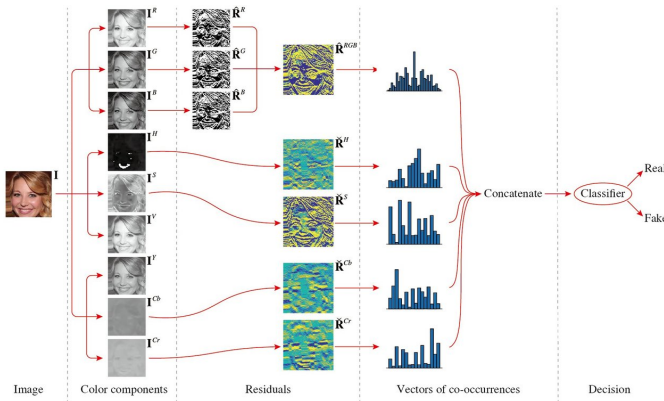 I
I^R
I^G
I^B
I^H
I^S
I^V
I^Y
I^Cb
I^Cr
R̂^R
R̂^G
R̂^B
R̂^RGB
Ř^H
Ř^S
Ř^Cb
Ř^Cr
Concatenate
Classifier
Real
Fake
Image
Color components
Residuals
Vectors of co-occurrences
Decision